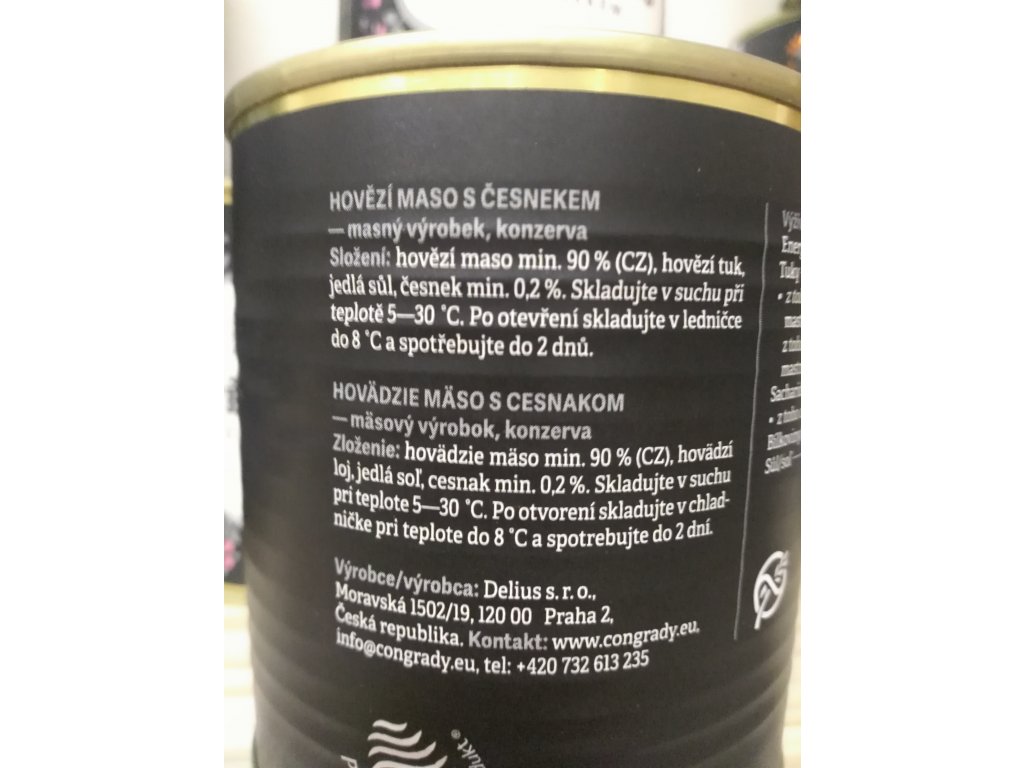 HOVĚZÍ MASO S ČESNEKEM
— masný výrobek, konzerva
Složení: hovězí maso min. 90 % (CZ), hovězí tuk,
jedlá sůl, česnek min. 0,2 %. Skladujte v suchu při
teplotě 5—30 °C. Po otevření skladujte v ledničce
do 8 °C a spotřebujte do 2 dnů.
HOVÄDZIE MÄSO S CESNAKOM
— mäsový výrobok, konzerva
Zloženie: hovädzie mäso min. 90 % (CZ), hovädzí
loj, jedlá soľ, cesnak min. 0,2 %. Skladujte v suchu
pri teplote 5—30 °C. Po otvorení skladujte v chlad-
ničke pri teplote do 8 °C a spotrebujte do 2 dní.
Výrobce/výrobca: Delius s. r. o.,
Moravská 1502/19, 120 00 Praha 2,
Česká republika. Kontakt: www.congrady.eu,
info@congrady.eu, tel: +420 732 613 235
Tuky
• z
Sůl/soľ